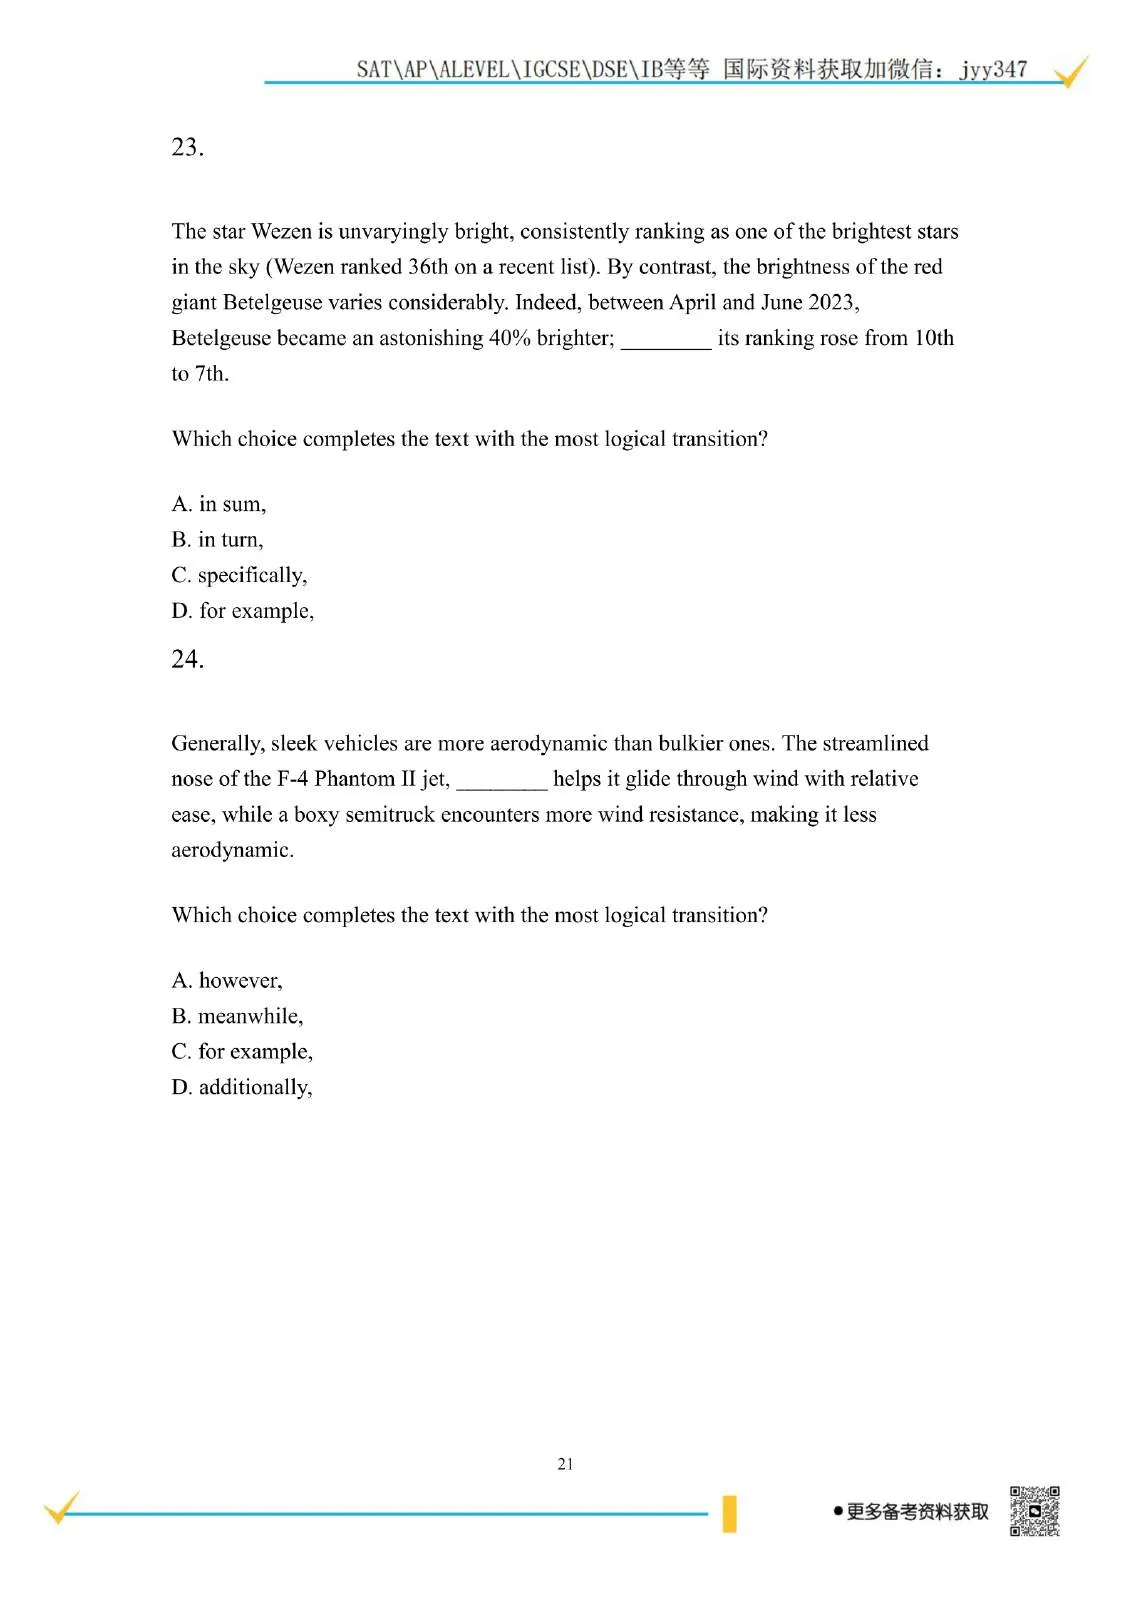 SAT\AP\ALEVEL\IGCSE\DSE\IB等等 国际资料获取加微信：jyy347
23.
The star Wezen is unvaryingly bright, consistently ranking as one of the brightest stars
in the sky (Wezen ranked 36th on a recent list). By contrast, the brightness of the red
giant Betelgeuse varies considerably. Indeed, between April and June 2023,
Betelgeuse became an astonishing 40% brighter; ________ its ranking rose from 10th
to 7th.
Which choice completes the text with the most logical transition?
A. in sum,
B. in turn,
C. specifically,
D. for example,
24.
Generally, sleek vehicles are more aerodynamic than bulkier ones. The streamlined
nose of the F-4 Phantom II jet, ________ helps it glide through wind with relative
ease, while a boxy semitruck encounters more wind resistance, making it less
aerodynamic.
Which choice completes the text with the most logical transition?
A. however,
B. meanwhile,
C. for example,
D. additionally,
21
●更多备考资料获取